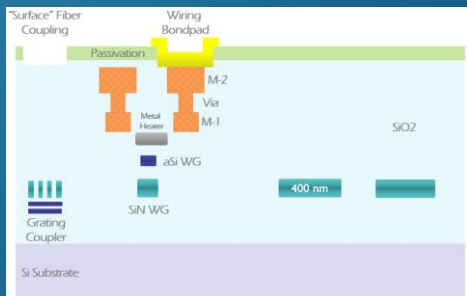 "Surface" Fiber
Coupling
Wiring
Bondpad
Passivation
M-2
Via
Metal
Heater
M-1
SiO2
aSi WG
400 nm
SiN WG
Grating
Coupler
Si Substrate